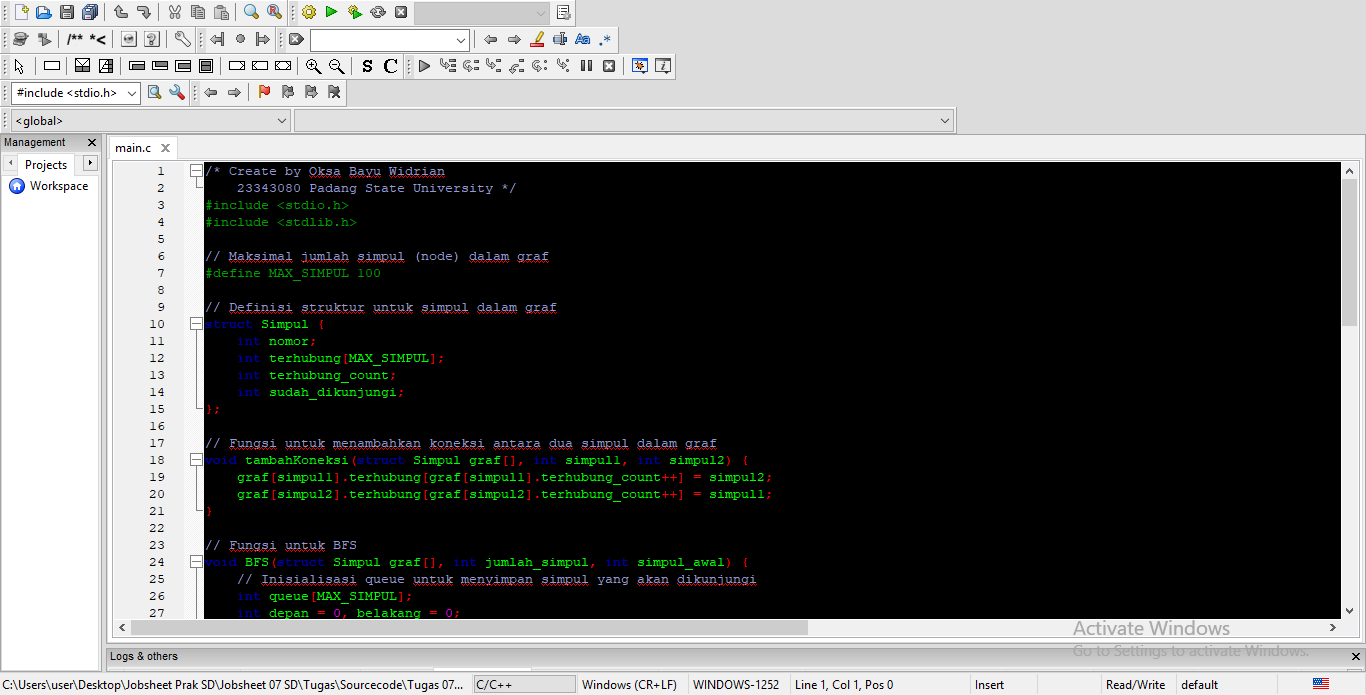 /** *<
S C
Aa .*
#include <stdio.h>
<global>
Management
main.c
Projects
Workspace
1 /* Create by Oksa Bayu Widrian
2 23343080 Padang State University */
3 #include <stdio.h>
4 #include <stdlib.h>
5
6 // Maksimal jumlah simpul (node) dalam graf
7 #define MAX_SIMPUL 100
8
9 // Definisi struktur untuk simpul dalam graf
10 struct Simpul {
11 int nomor;
12 int terhubung[MAX_SIMPUL];
13 int terhubung_count;
14 int sudah_dikunjungi;
15 };
16
17 // Fungsi untuk menambahkan koneksi antara dua simpul dalam graf
18 void tambahKoneksi(struct Simpul graf[], int simpul1, int simpul2) {
19 graf[simpul1].terhubung[graf[simpul1].terhubung_count++] = simpul2;
20 graf[simpul2].terhubung[graf[simpul2].terhubung_count++] = simpul1;
21 }
22
23 // Fungsi untuk BFS
24 void BFS(struct Simpul graf[], int jumlah_simpul, int simpul_awal) {
25 // Inisialisasi queue untuk menyimpan simpul yang akan dikunjungi
26 int queue[MAX_SIMPUL];
27 int depan = 0, belakang = 0;
Activate Windows
Go to Settings to activate Windows.
Logs & others
C:\Users\user\Desktop\Jobsheet Prak SD\Jobsheet 07 SD\Tugas\Sourcecode\Tugas 07... C/C++ Windows (CR+LF) WINDOWS-1252 Line 1, Col 1, Pos 0 Insert Read/Write default